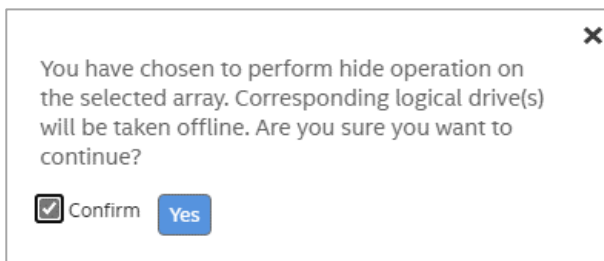 You have chosen to perform hide operation on
the selected array. Corresponding logical drive(s)
will be taken offline. Are you sure you want to
continue?
Confirm Yes